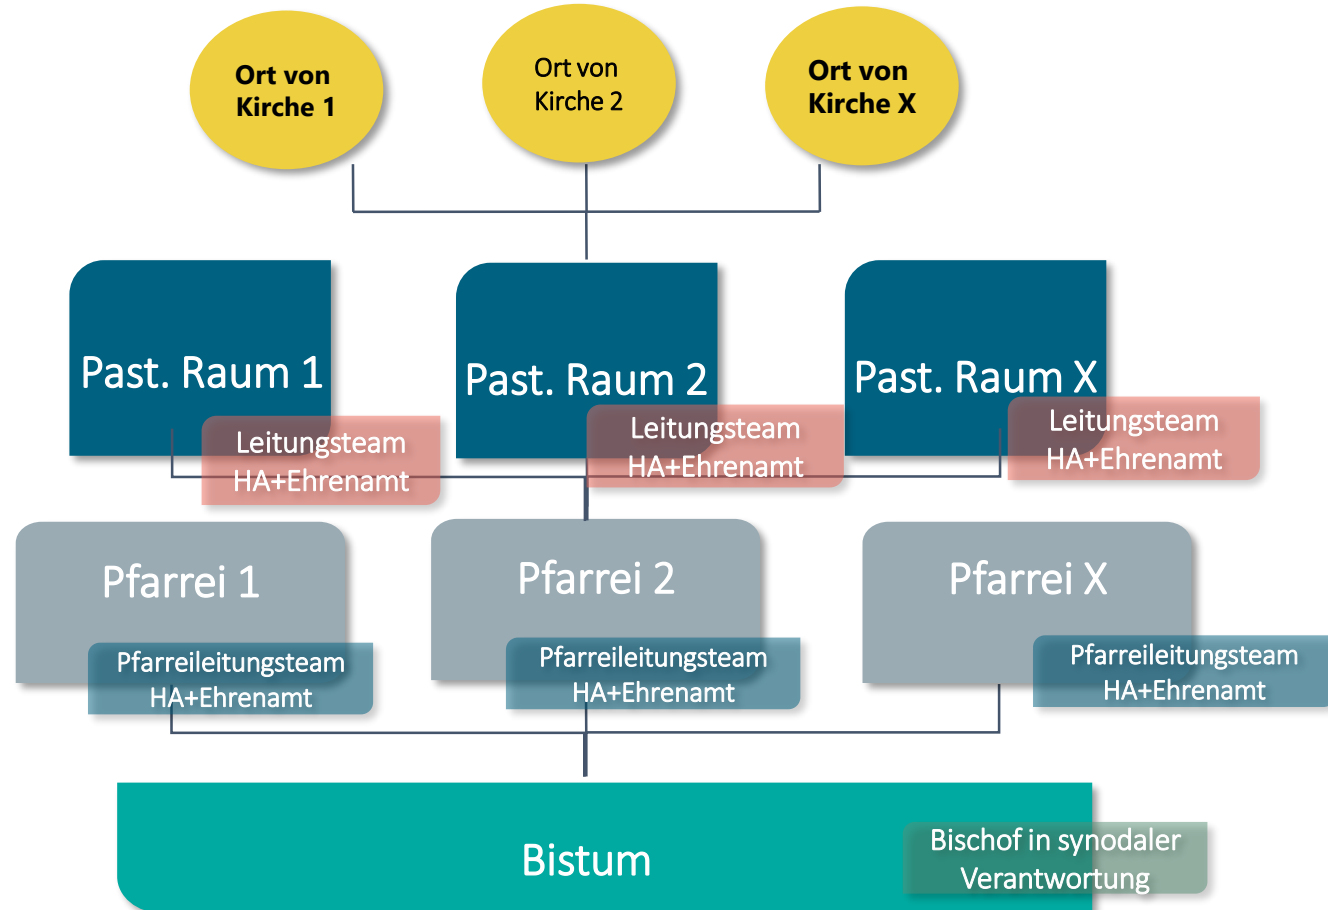 Ort von
Kirche 1
Ort von
Kirche 2
Ort von
Kirche X
Past. Raum 1
Past. Raum 2
Past. Raum X
Leitungsteam
HA+Ehrenamt
Leitungsteam
HA+Ehrenamt
Leitungsteam
HA+Ehrenamt
Pfarrei 1
Pfarrei 2
Pfarrei X
Pfarreileitungsteam
HA+Ehrenamt
Pfarreileitungsteam
HA+Ehrenamt
Pfarreileitungsteam
HA+Ehrenamt
Bistum
Bischof in synodaler
Verantwortung